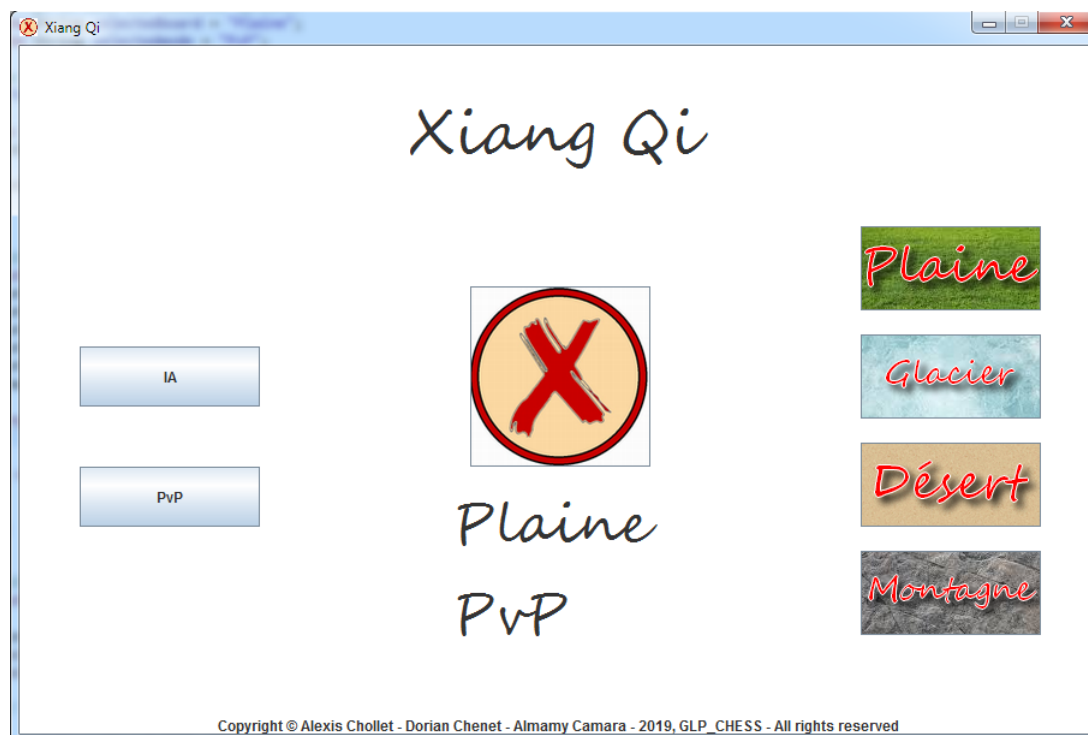 Xiang Qi
Xiang Qi
Plaine
Glacier
IA
X
Désert
PvP
Plaine
Montagne
PvP
Copyright © Alexis Chollet - Dorian Chenet - Almamy Camara - 2019, GLP_CHESS - All rights reserved